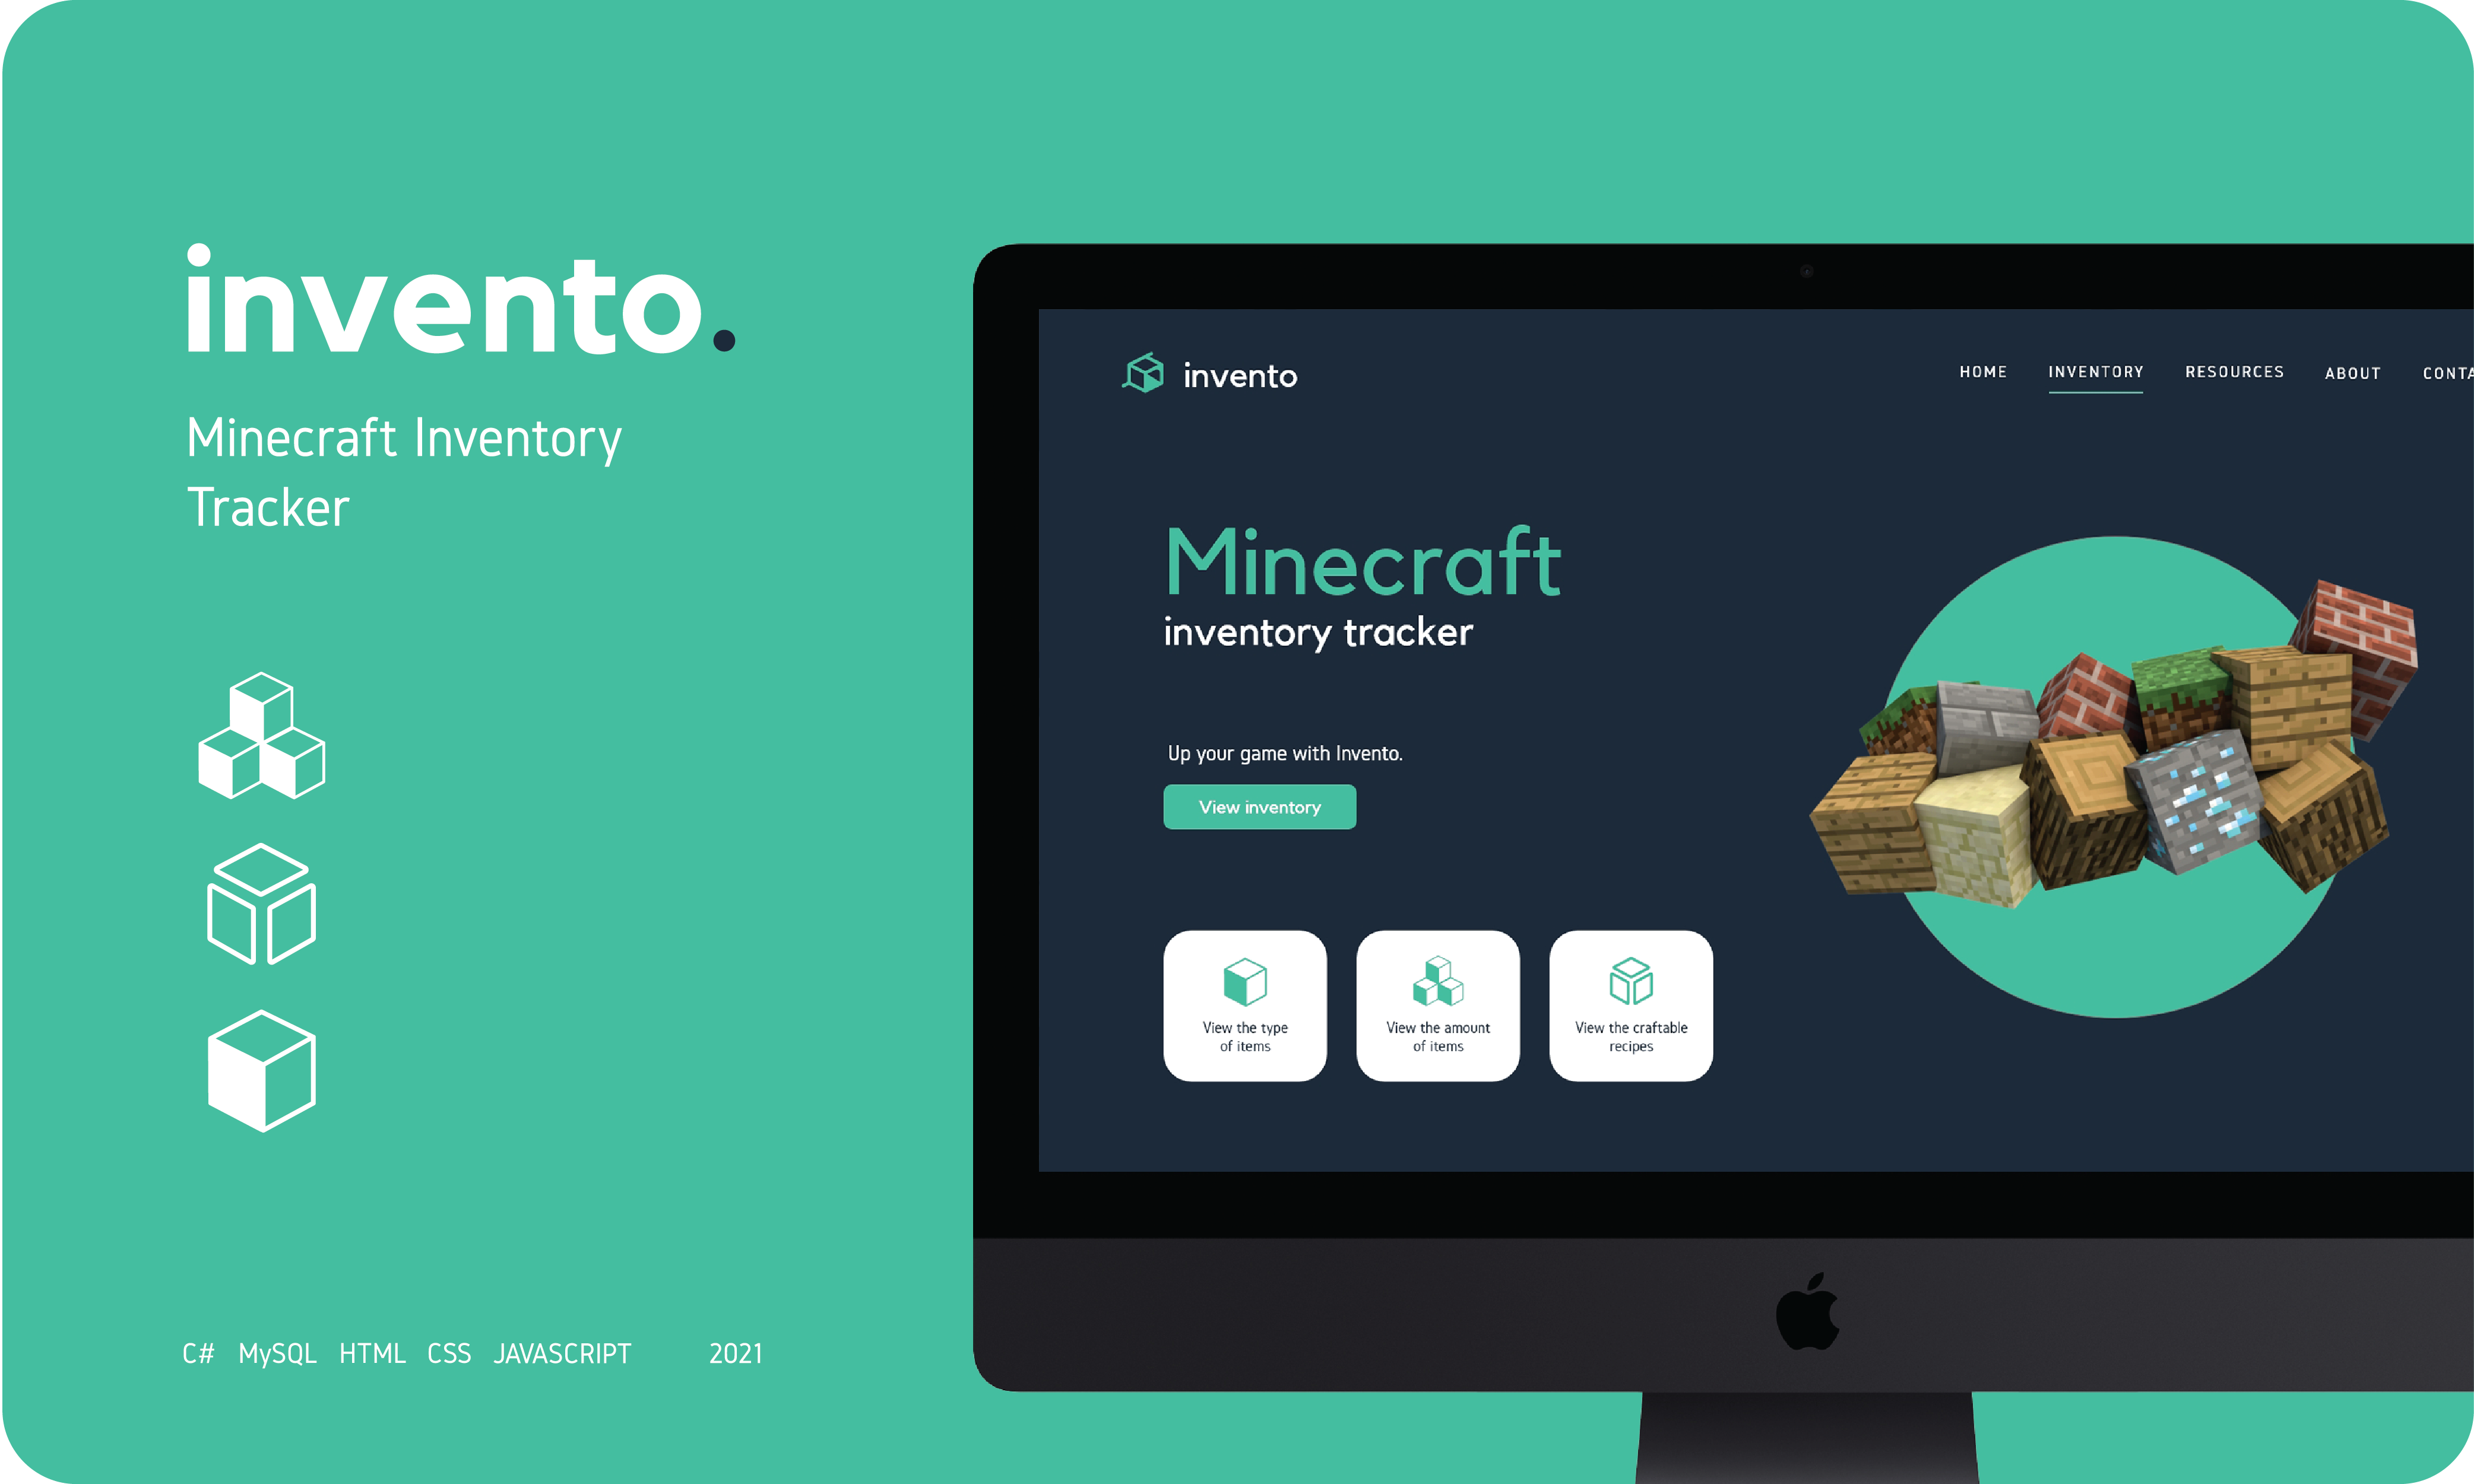 invento.
Minecraft Inventory
Tracker
C# MySQL HTML CSS JAVASCRIPT 2021
invento
HOME INVENTORY RESOURCES ABOUT CONTA
Minecraft
inventory tracker
Up your game with Invento.
View inventory
View the type
of items
View the amount
of items
View the craftable
recipes